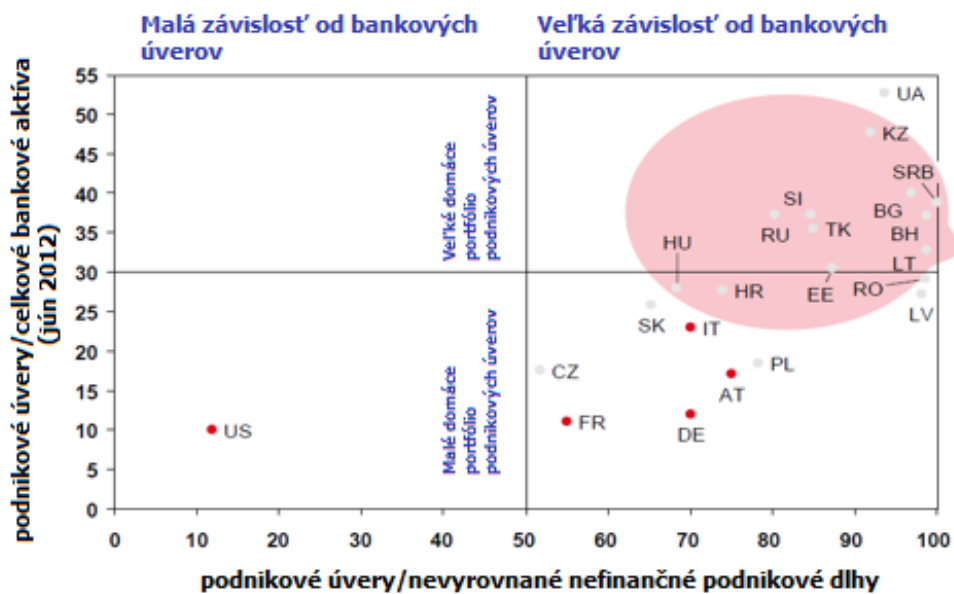 Malá závislosť od bankových
úverov
Veľká závislosť od bankových
úverov
podnikové úvery/celkové bankové aktíva
(jún 2012)
55
50
45
40
35
30
25
20
15
10
5
0
Veľké domáce
portfólio
podnikových úverov
Malé domáce
portfólio
podnikových úverov
UA
KZ
SRB
SI
BG
RU
TK
BH
HU
LT
HR
EE
RO
LV
SK
IT
CZ
PL
AT
US
FR
DE
0
10
20
30
40
50
60
70
80
90
100
podnikové úvery/nevyrovnané nefinančné podnikové dlhy